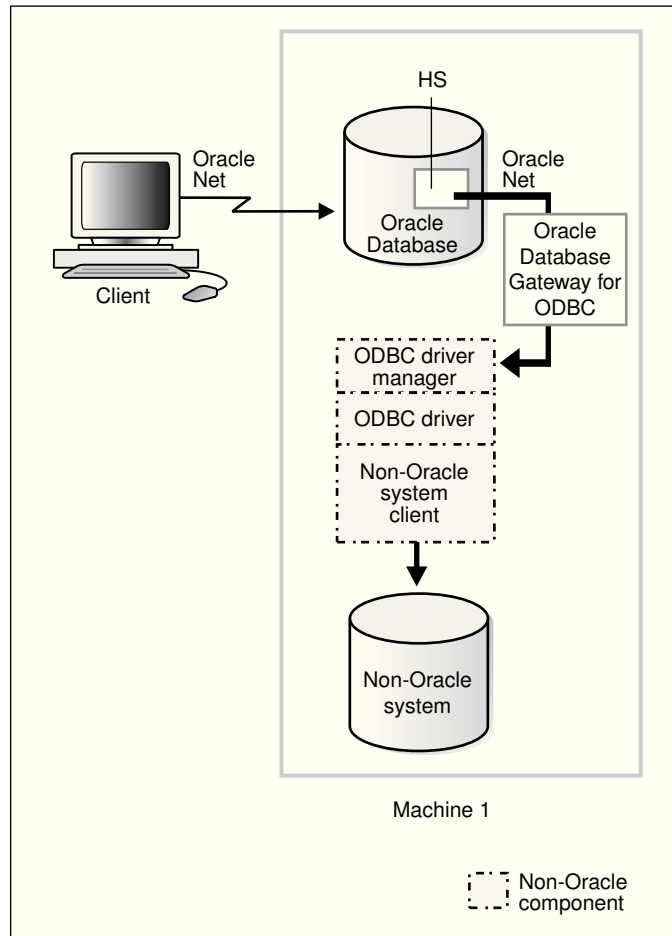 HS
Oracle
Net
Oracle
Database
Oracle
Net
Client
Oracle
Database
Gateway for
ODBC
ODBC driver
manager
ODBC driver
Non-Oracle
system
client
Non-Oracle
system
Machine 1
Non-Oracle
component